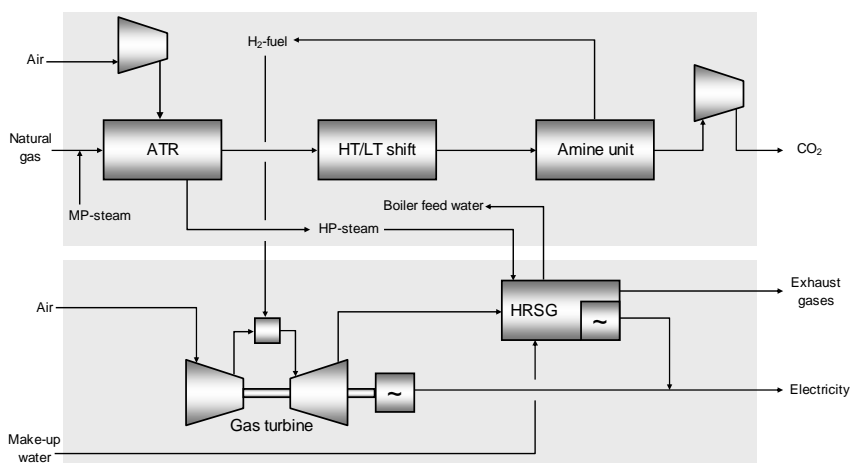 H2-fuel
Air
Natural
gas
ATR
HT/LT shift
Amine unit
CO2
MP-steam
Boiler feed water
HP-steam
Air
HRSG
~
Exhaust
gases
~
Electricity
Gas turbine
Make-up
water